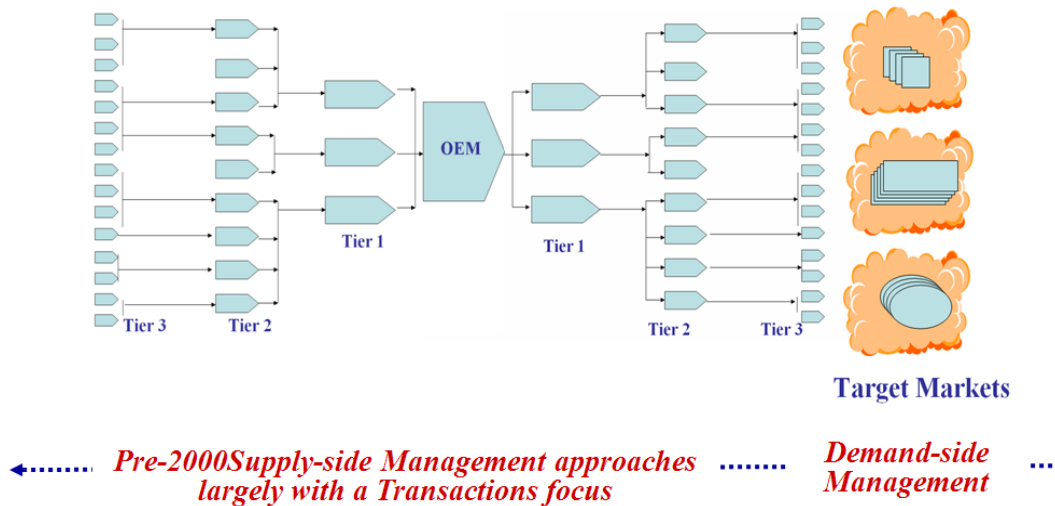 OEM
Tier 1
Tier 1
Tier 3
Tier 2
Tier 2
Tier 3
Target Markets
Pre-2000Supply-side Management approaches
largely with a Transactions focus
Demand-side
Management